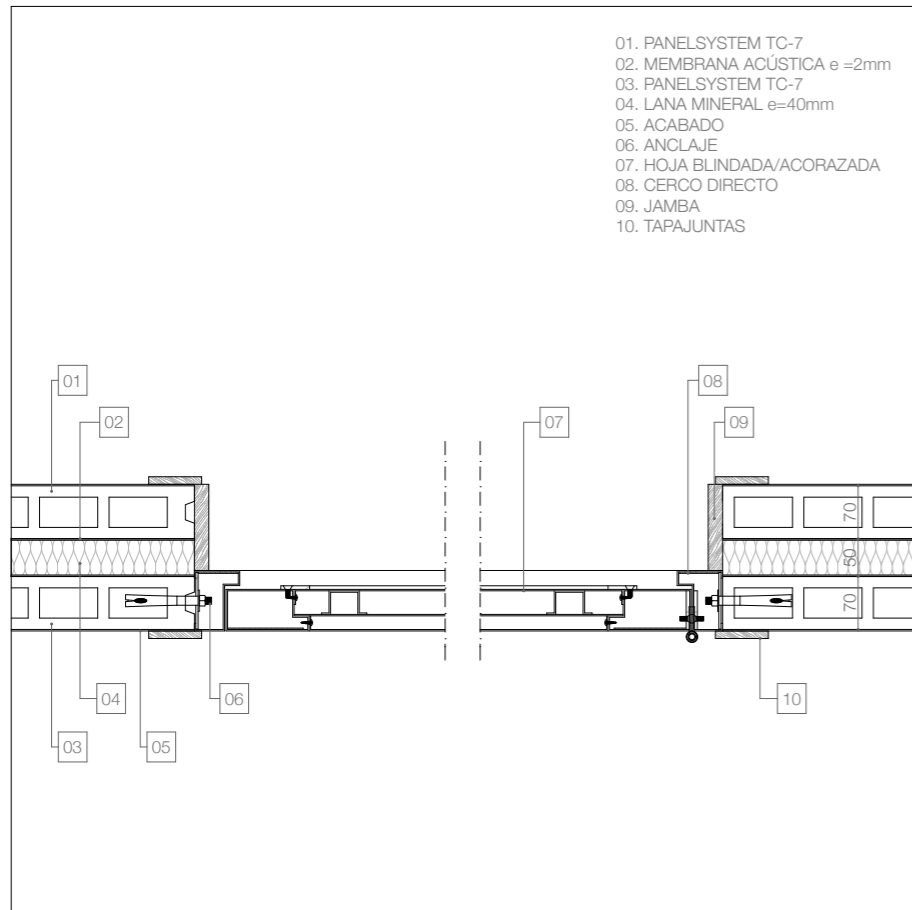 01. PANELSYSTEM TC-7
02. MEMBRANA ACÚSTICA e =2mm
03. PANELSYSTEM TC-7
04. LANA MINERAL e=40mm
05. ACABADO
06. ANCLAJE
07. HOJA BLINDADA/ACORAZADA
08. CERCO DIRECTO
09. JAMBA
10. TAPAJUNTAS
01
02
07
08
09
70
50
70
04
06
10
03
05